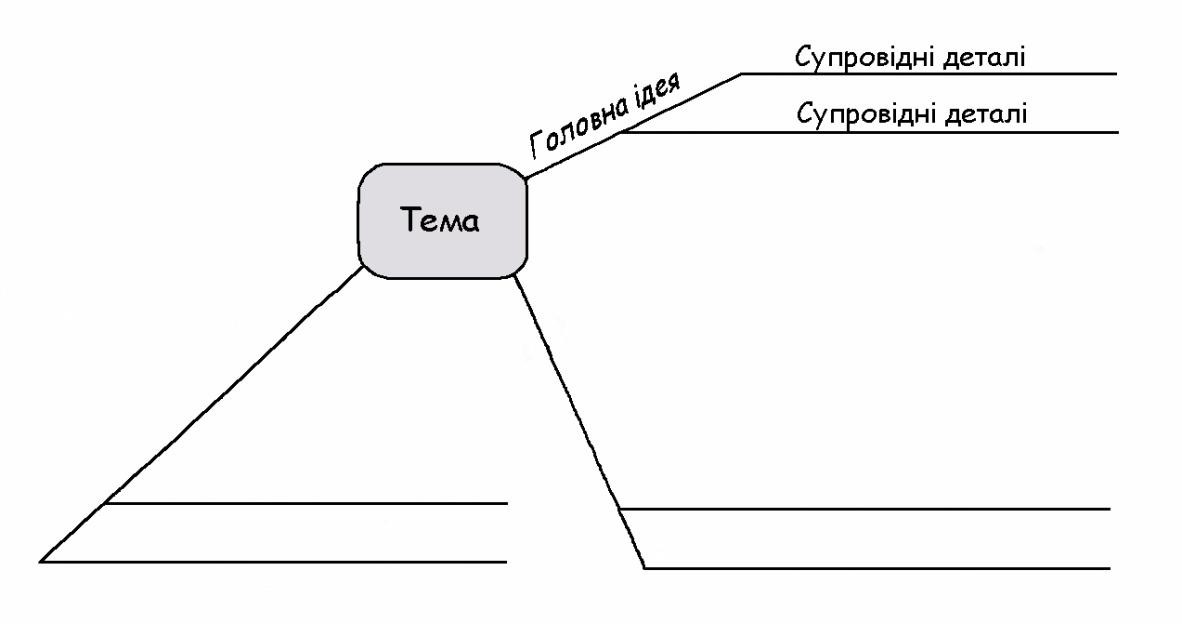 Супровідні деталі
Головна ідея
Супровідні деталі
Тема